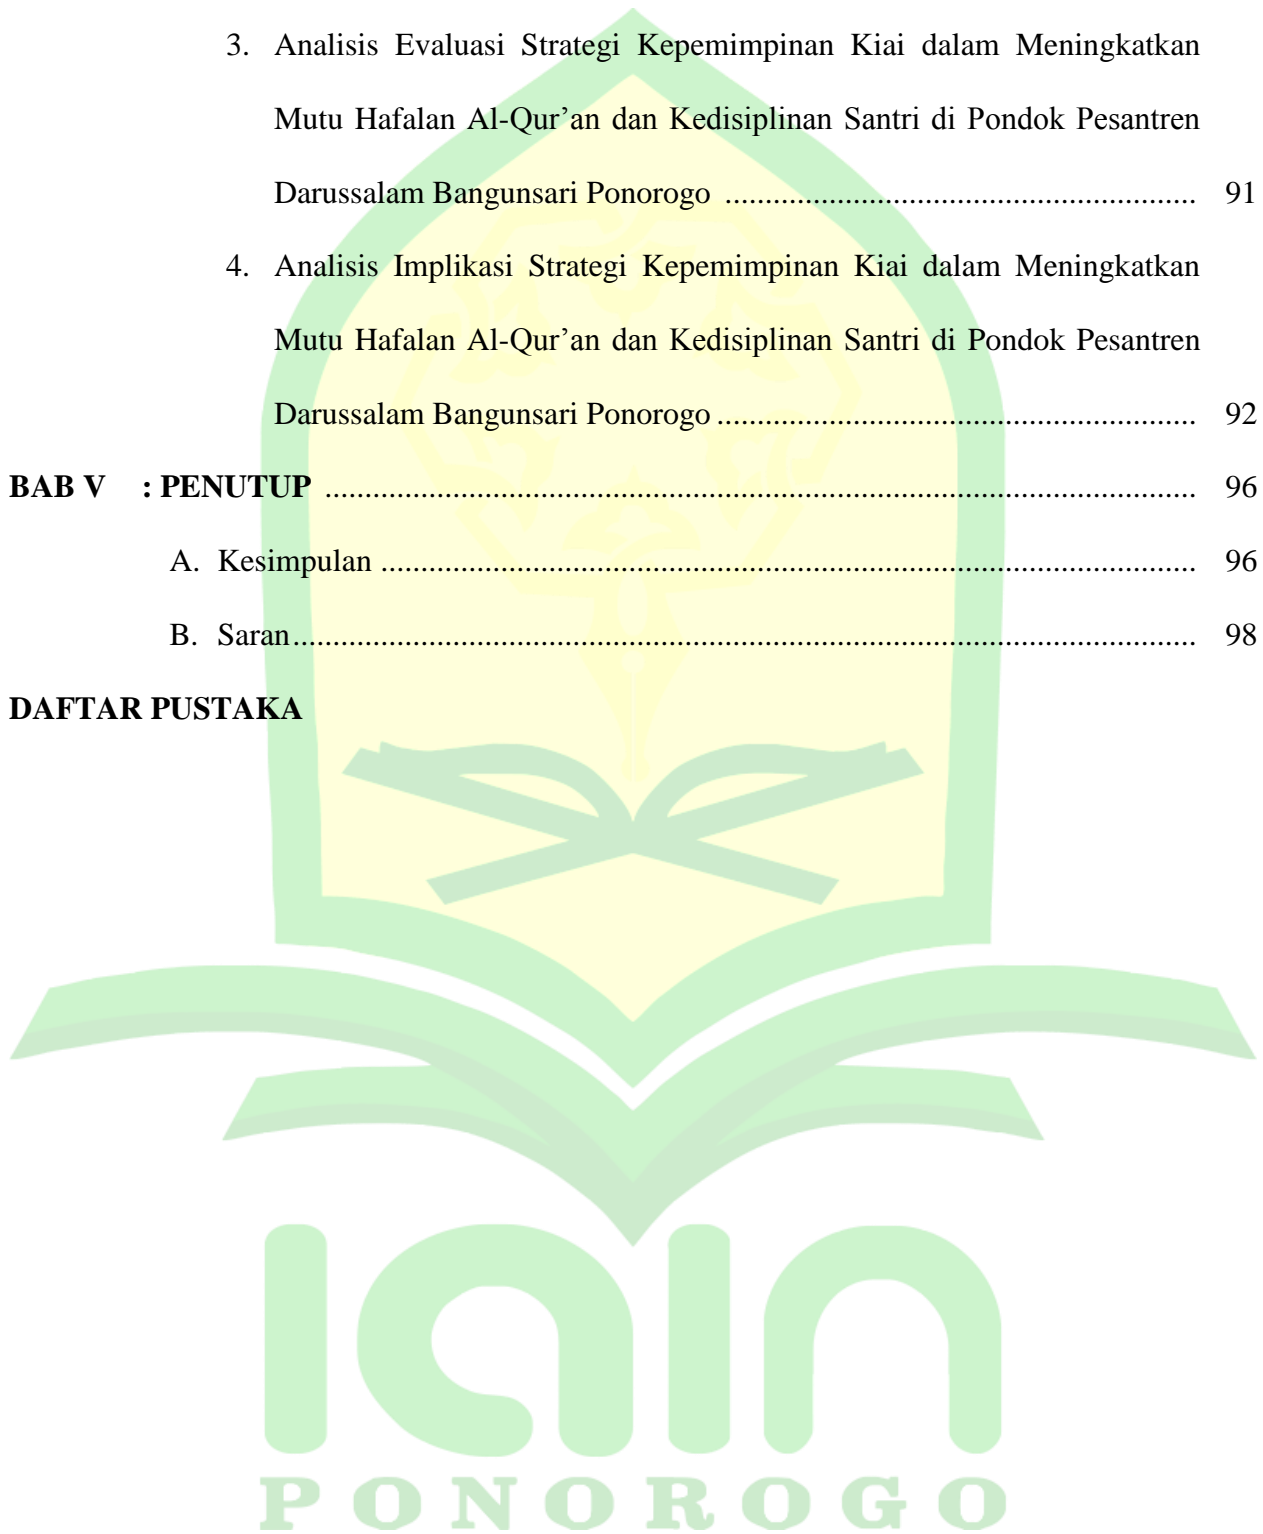 3. Analisis Evaluasi Strategi Kepemimpinan Kiai dalam Meningkatkan
Mutu Hafalan Al-Qur’an dan Kedisiplinan Santri di Pondok Pesantren
Darussalam Bangunsari Ponorogo .......................................................... 91
4. Analisis Implikasi Strategi Kepemimpinan Kiai dalam Meningkatkan
Mutu Hafalan Al-Qur’an dan Kedisiplinan Santri di Pondok Pesantren
Darussalam Bangunsari Ponorogo ........................................................... 92
BAB V : PENUTUP ........................................................................................................... 96
A. Kesimpulan .................................................................................................... 96
B. Saran............................................................................................................... 98
DAFTAR PUSTAKA
iain
PONOROGO